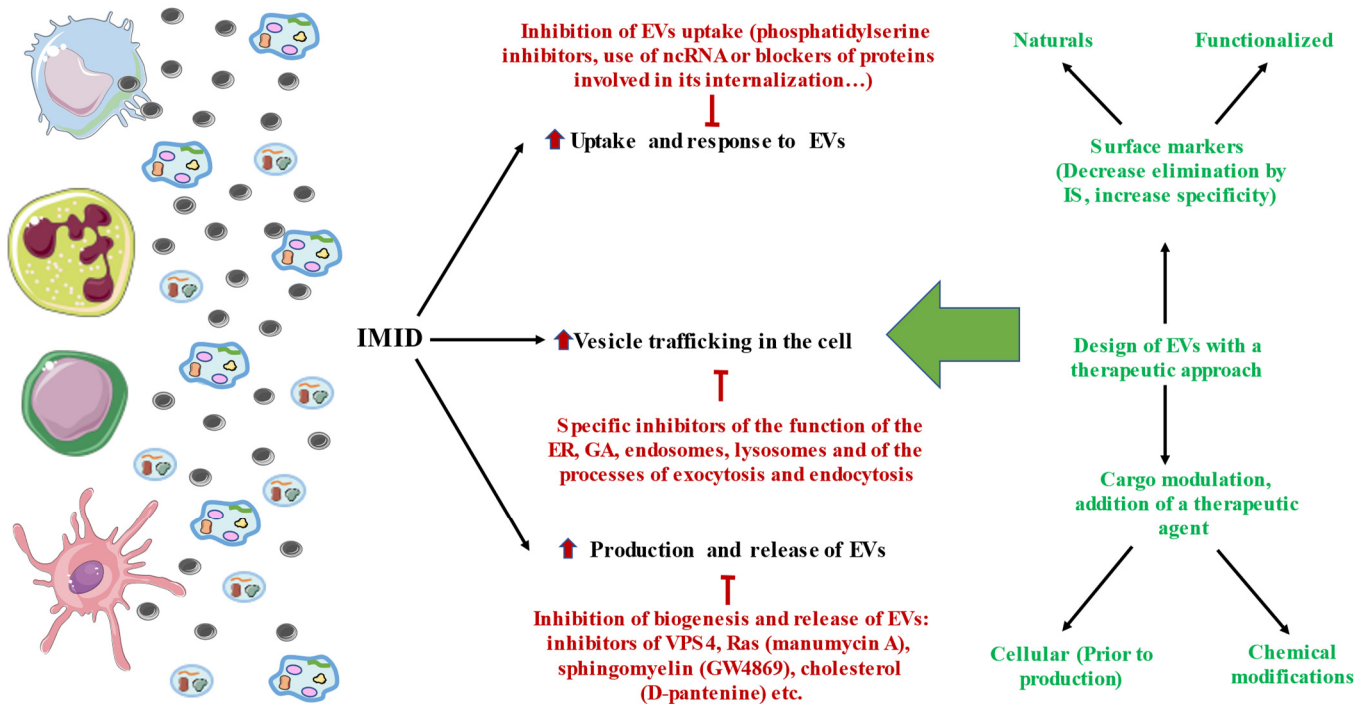 Inhibition of EVs uptake (phosphatidylserine
inhibitors, use of ncRNA or blockers of proteins
involved in its internalization…)
Uptake and response to EVs
IMID
Vesicle trafficking in the cell
Specific inhibitors of the function of the
ER, GA, endosomes, lysosomes and of the
processes of exocytosis and endocytosis
Production and release of EVs
Inhibition of biogenesis and release of EVs:
inhibitors of VPS4, Ras (manumycin A),
sphingomyelin (GW4869), cholesterol
(D-pantenine) etc.
Naturals
Functionalized
Surface markers
(Decrease elimination by
IS, increase specificity)
Design of EVs with a
therapeutic approach
Cargo modulation,
addition of a therapeutic
agent
Cellular (Prior to
production)
Chemical
modifications